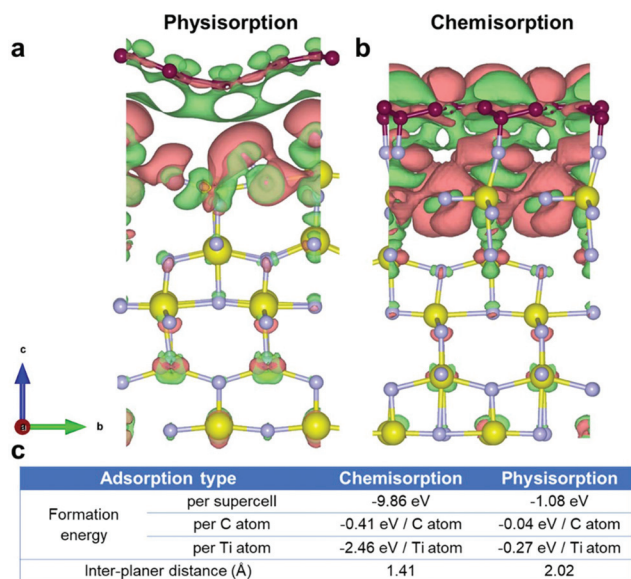 Physisorption
Chemisorption
a
b
c
a
b
c
Adsorption type Chemisorption Physisorption
Formation energy
per supercell -9.86 eV -1.08 eV
per C atom -0.41 eV / C atom -0.04 eV / C atom
per Ti atom -2.46 eV / Ti atom -0.27 eV / Ti atom
Inter-planer distance (Å) 1.41 2.02